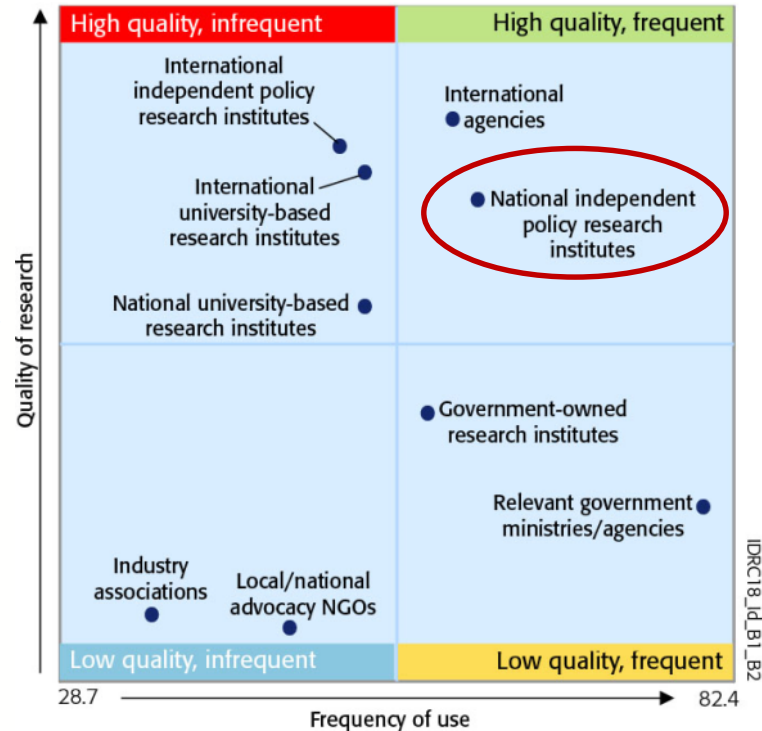 High quality, infrequent
High quality, frequent
International
independent policy
research institutes
International
agencies
International
university-based
research institutes
National independent
policy research
institutes
National university-based
research institutes
Quality of research
Government-owned
research institutes
Relevant government
ministries/agencies
Industry
associations
Local/national
advocacy NGOs
IDRC18_Id_B1_B2
Low quality, infrequent
Low quality, frequent
28.7
82.4
Frequency of use